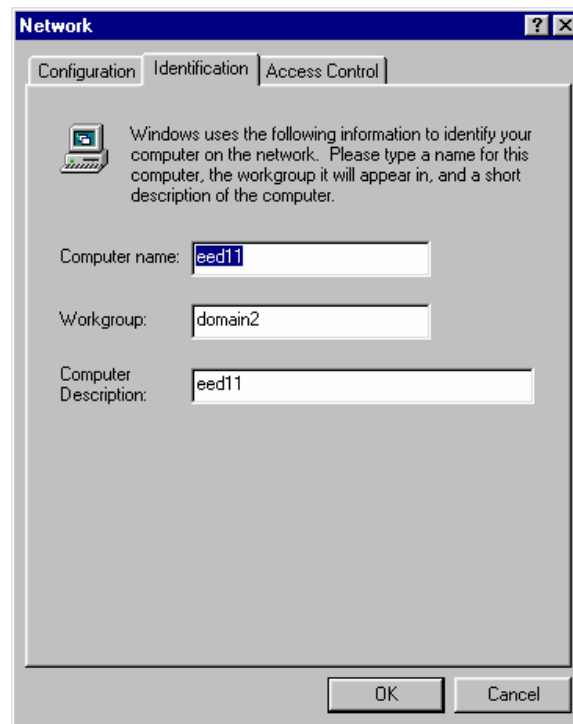 Network
Configuration Identification Access Control
Windows uses the following information to identify your
computer on the network. Please type a name for this
computer, the workgroup it will appear in, and a short
description of the computer.
Computer name: eed11
Workgroup: domain2
Computer
Description: eed11
OK Cancel